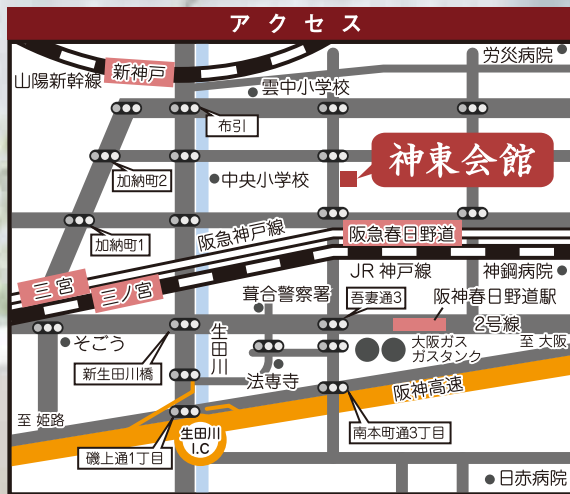 アクセス
労災病院
山陽新幹線
新神戸
雲中小学校
布引
神東会館
加納町2
中央小学校
加納町1
阪急神戸線
阪急春日野道
JR神戸線
神鋼病院
三宮
三ノ宮
葺合警察署
吾妻通3
阪神春日野道駅
2号線
そごう
生田川
大阪ガス
ガスタンク
至 大阪
新生田川橋
法専寺
阪神高速
至 姫路
生田川
I.C
南本町通3丁目
磯上通1丁目
日赤病院